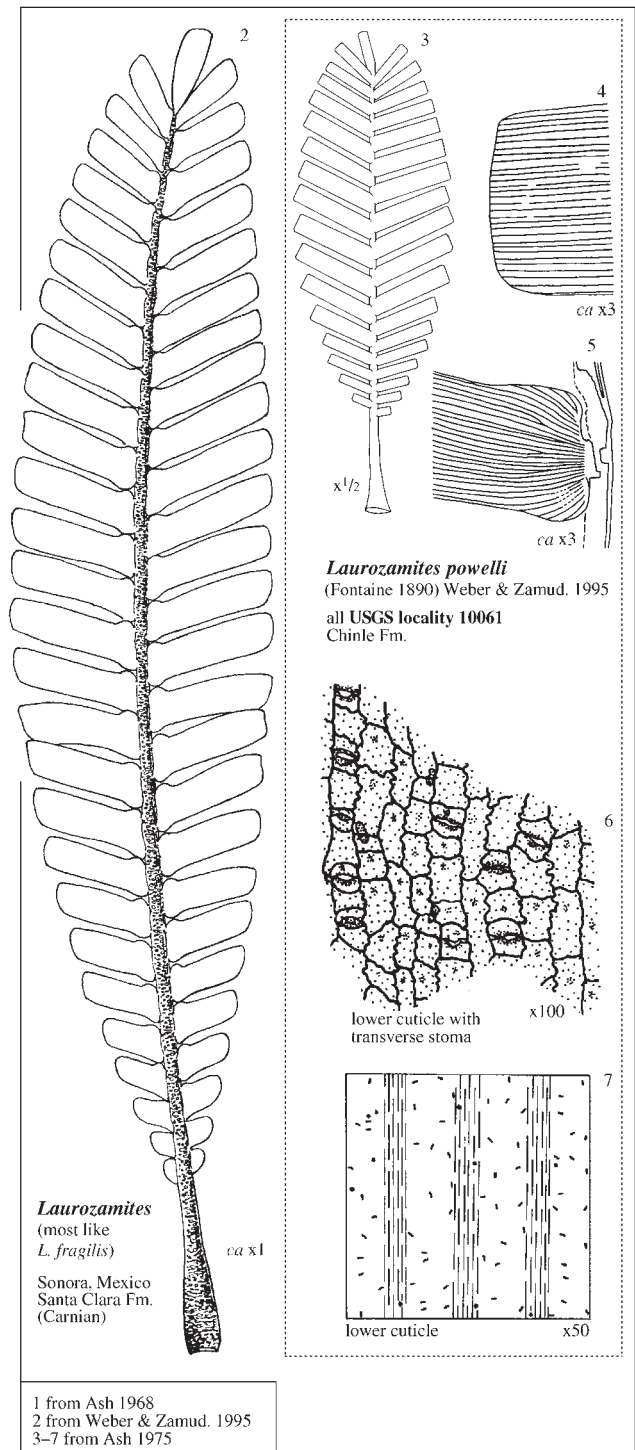 2
3
4
ca x3
5
x1/2
ca x3
Laurozamites powelli
(Fontaine 1890) Weber & Zamud. 1995
all USGS locality 10061
Chinle Fm.
6
lower cuticle with
transverse stoma
x100
7
lower cuticle
x50
Laurozamites
(most like
L. fragilis)
ca x1
Sonora, Mexico
Santa Clara Fm.
(Carnian)
1 from Ash 1968
2 from Weber & Zamud. 1995
3–7 from Ash 1975